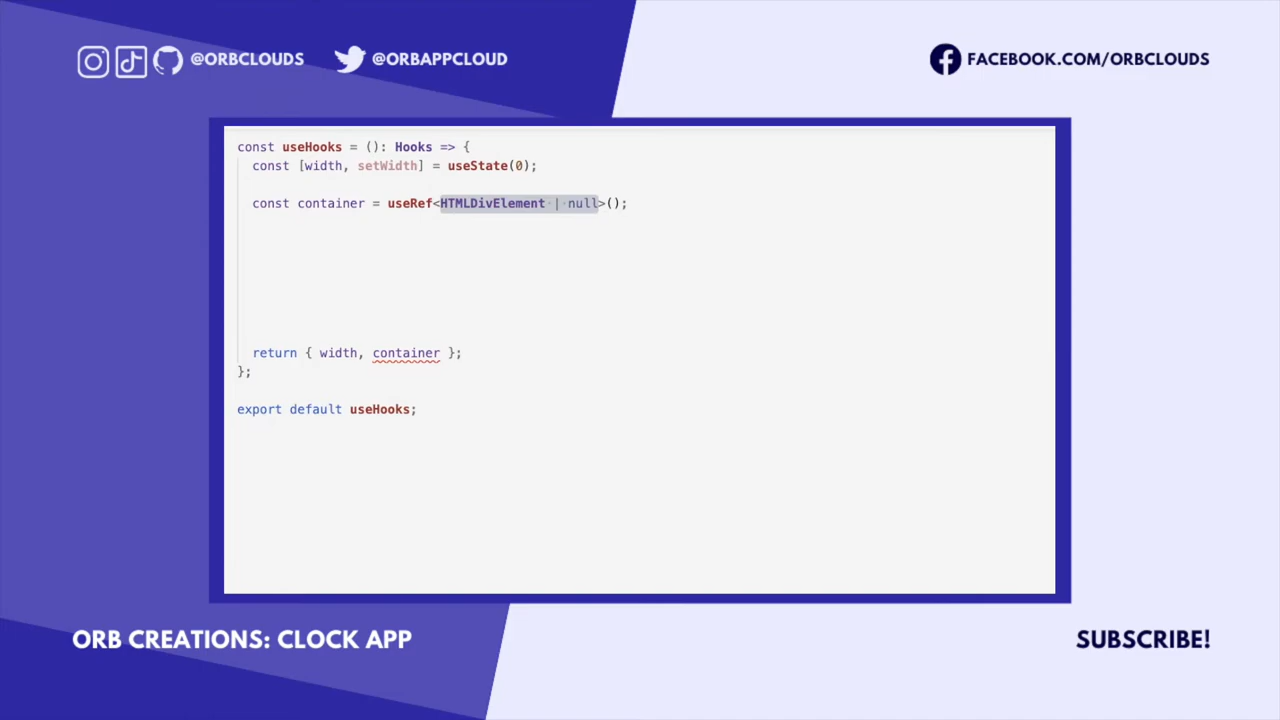 @ORBCLOUDS @ORBAPPCLOUD FACEBOOK.COM/ORBCLOUDS
const useHooks = (): Hooks => {
  const [width, setWidth] = useState(0);
  const container = useRef<HTMLDivElement | null>();
  return { width, container };
};
export default useHooks;
ORB CREATIONS: CLOCK APP SUBSCRIBE!